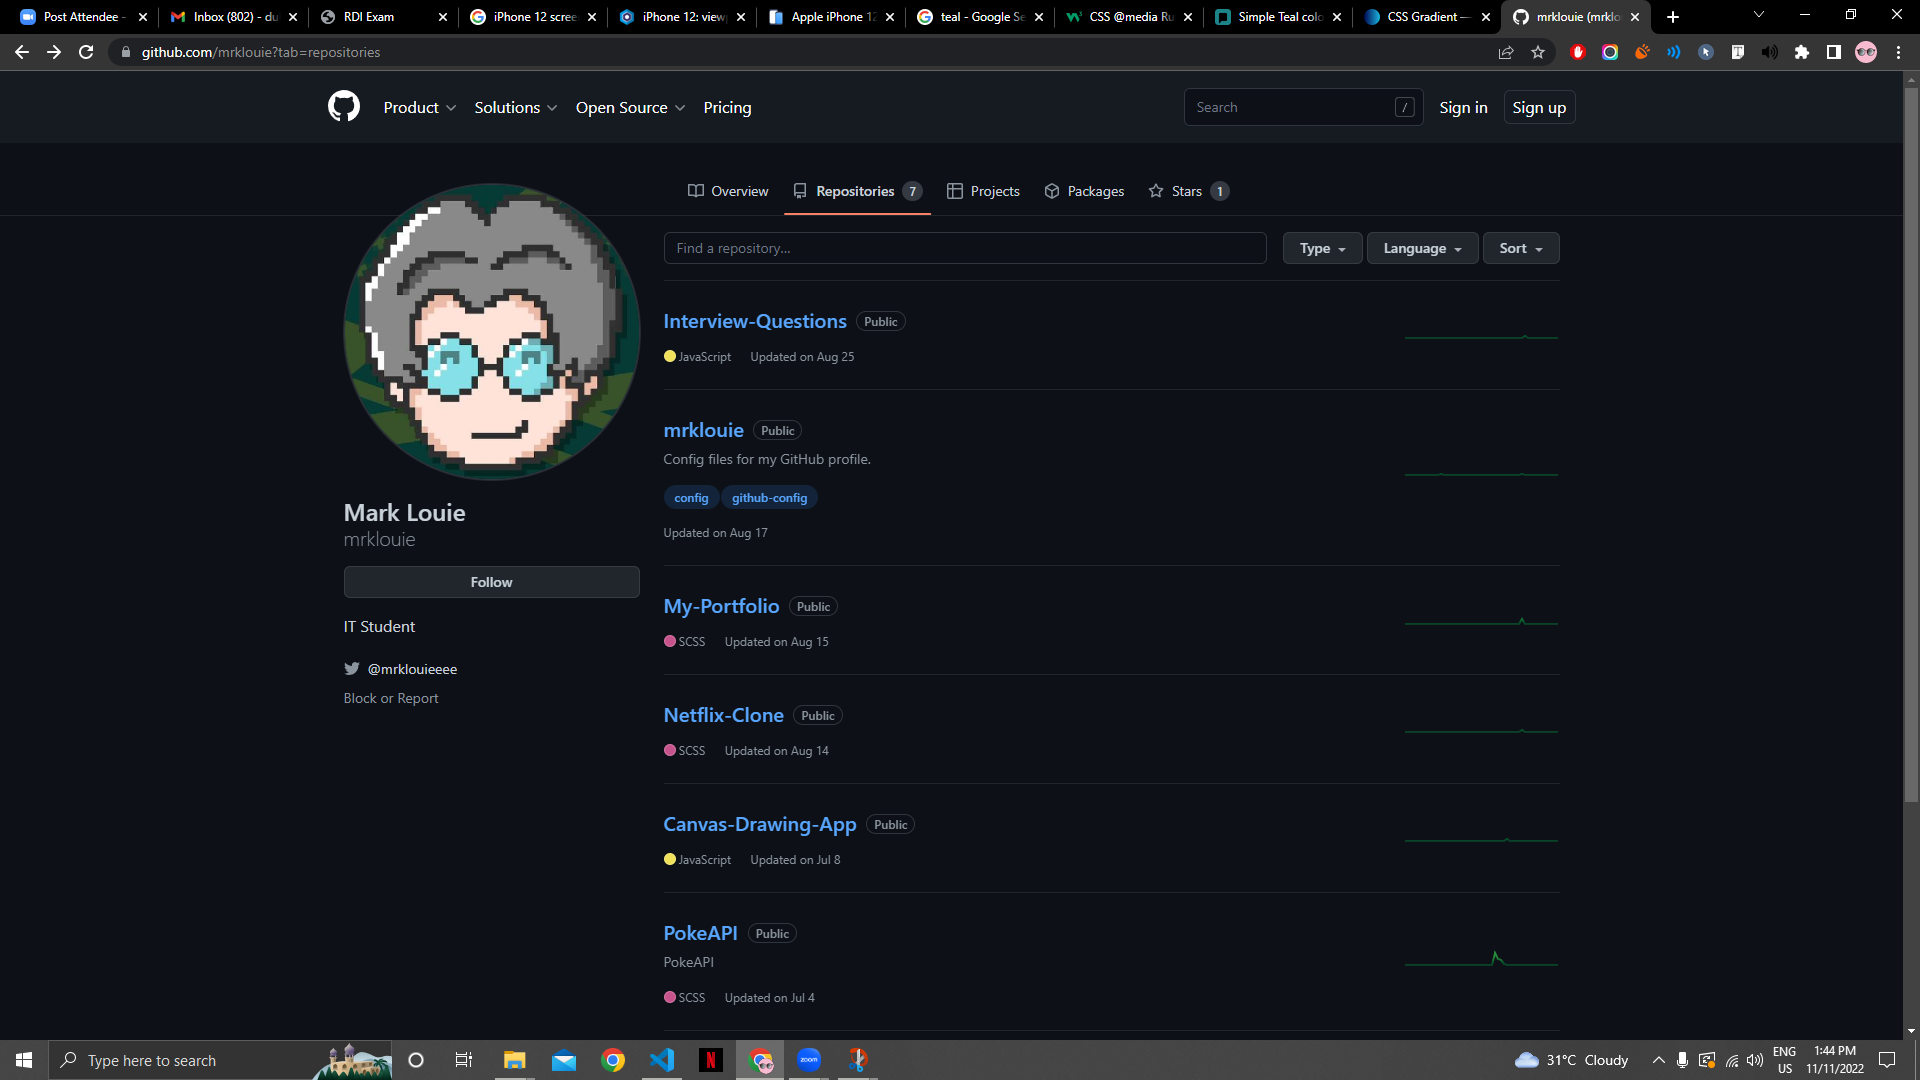 Post Attendee -
Inbox (802) - du
RDI Exam
iPhone 12 scree
iPhone 12: view
Apple iPhone 12
teal - Google Se
CSS @media Ru
Simple Teal colo
CSS Gradient —
mrklouie (mrklo
github.com/mrklouie?tab=repositories
Product
Solutions
Open Source
Pricing
Search /
Sign in
Sign up
Overview
Repositories 7
Projects
Packages
Stars 1
Find a repository...
Type
Language
Sort
Interview-Questions Public
JavaScript Updated on Aug 25
mrklouie Public
Config files for my GitHub profile.
config github-config
Updated on Aug 17
Mark Louie
mrklouie
Follow
IT Student
@mrklouieeee
Block or Report
My-Portfolio Public
SCSS Updated on Aug 15
Netflix-Clone Public
SCSS Updated on Aug 14
Canvas-Drawing-App Public
JavaScript Updated on Jul 8
PokeAPI Public
PokeAPI
SCSS Updated on Jul 4
Type here to search
N
zoom
31°C Cloudy
ENG
US
1:44 PM
11/11/2022